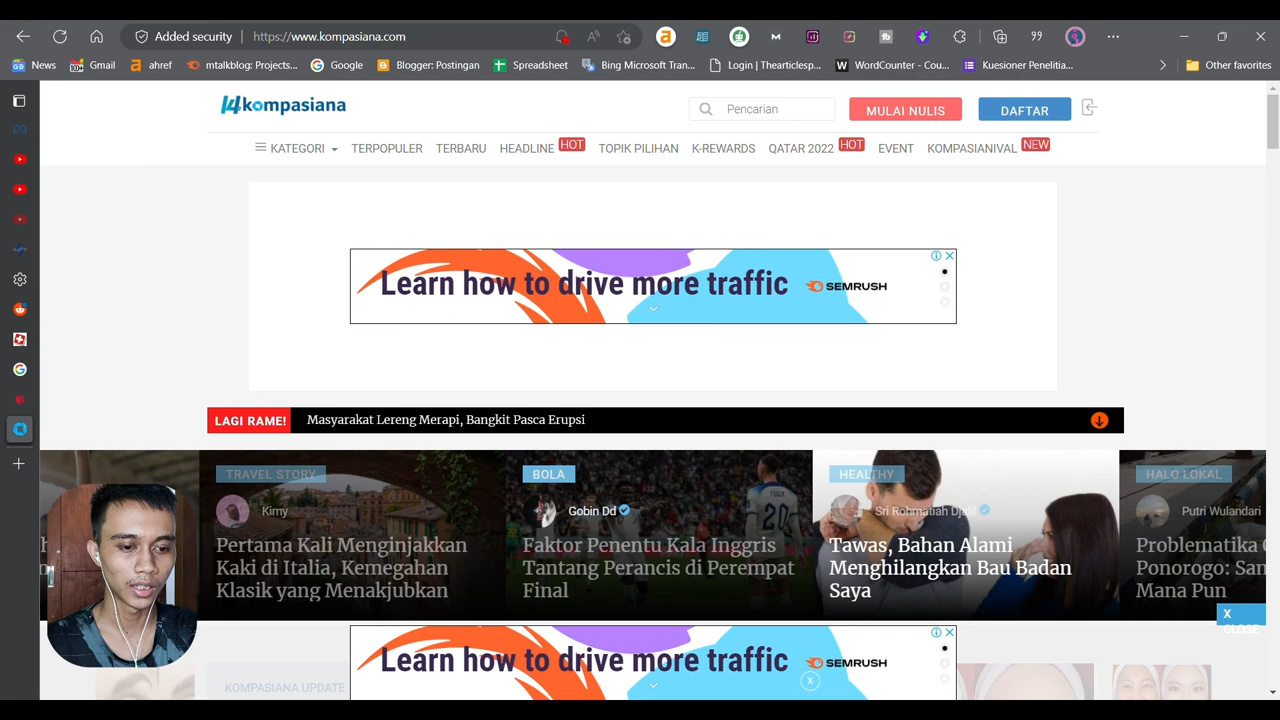 Added security
https://www.kompasiana.com
News
Gmail
ahref
mtalkblog: Projects...
Google
Blogger: Postingan
Spreadsheet
Bing Microsoft Tran...
Login | Thearticlesp...
WordCounter - Cou...
Kuesioner Penelitia...
Other favorites
14 kompasiana
Pencarian
MULAI NULIS
DAFTAR
KATEGORI
TERPOPULER
TERBARU
HEADLINE HOT
TOPIK PILIHAN
K-REWARDS
QATAR 2022 HOT
EVENT
KOMPASIANIVAL NEW
Learn how to drive more traffic
SEMRUSH
LAGI RAME!
Masyarakat Lereng Merapi, Bangkit Pasca Erupsi
TRAVEL STORY
Kimy
Pertama Kali Menginjakkan
Kaki di Italia, Kemegahan
Klasik yang Menakjubkan
BOLA
Gobin Dd
Faktor Penentu Kala Inggris
Tantang Perancis di Perempat
Final
HEALTHY
Sri Rohmatiah Djalil
Tawas, Bahan Alami
Menghilangkan Bau Badan
Saya
HALO LOKAL
Putri Wulandari
Problematika
Ponorogo:
Mana Pun
X
CLOSE
Learn how to drive more traffic
SEMRUSH
X
KOMPASIANA UPDATE